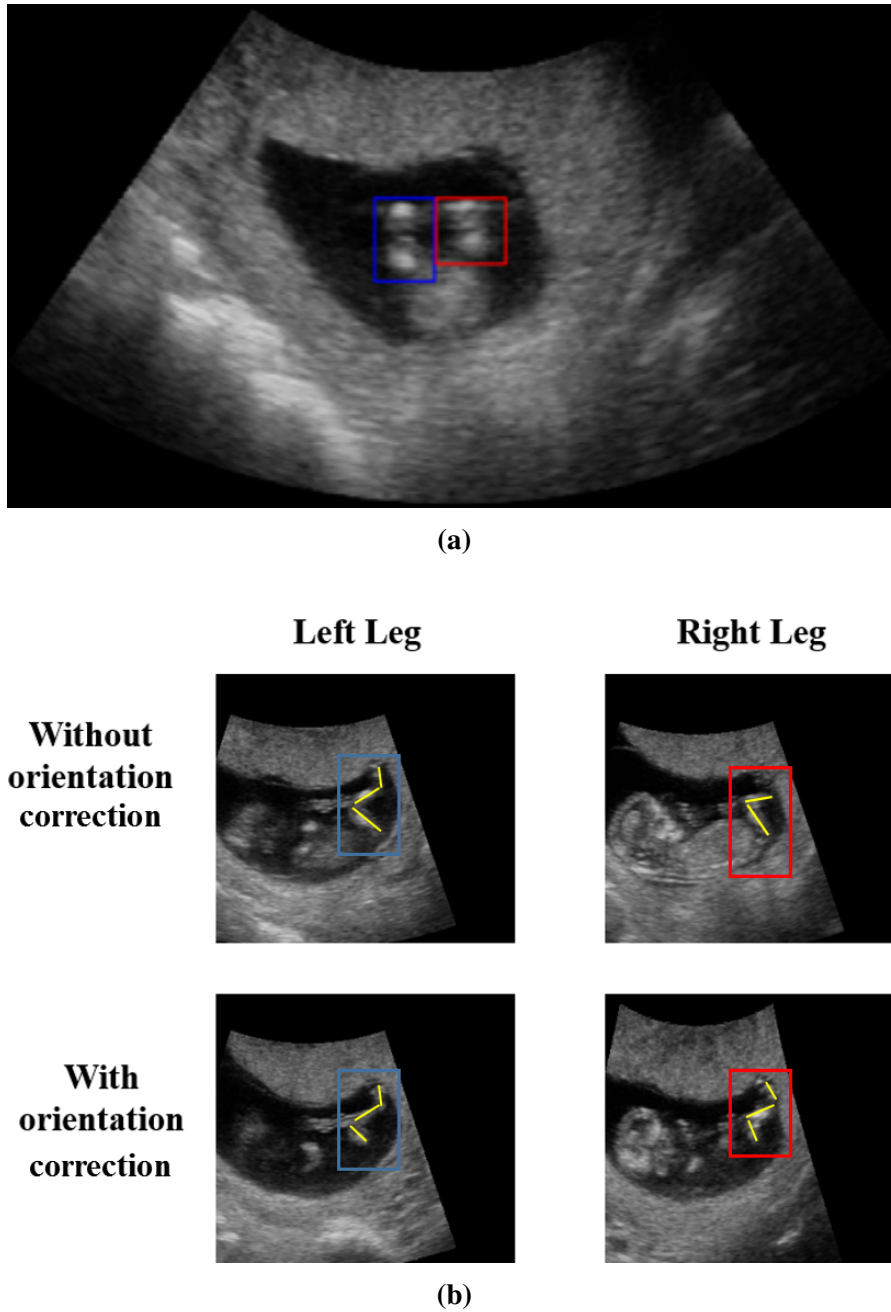 (a)
Left Leg
Right Leg
Without
orientation
correction
With
orientation
correction
(b)